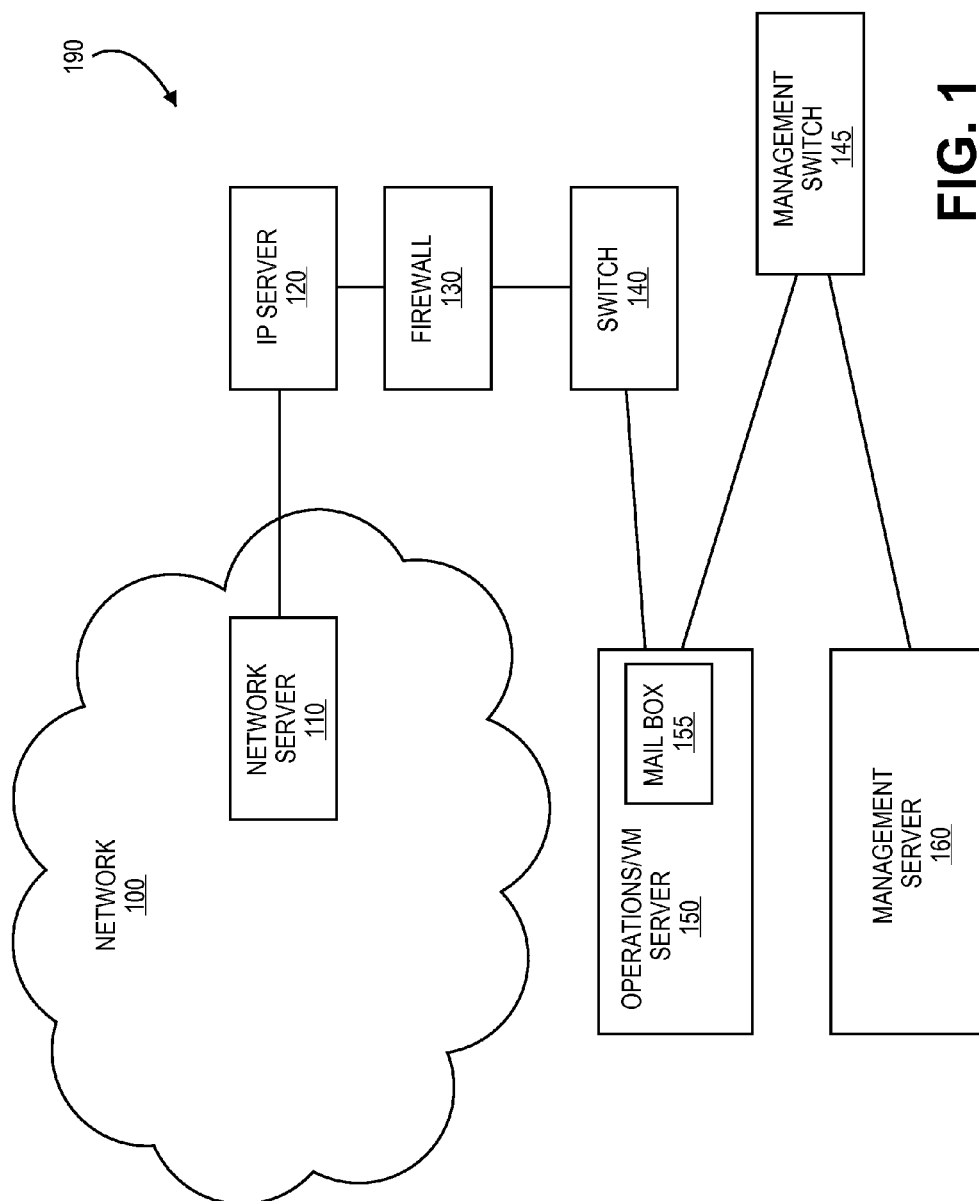 190
NETWORK
100
NETWORK
SERVER
110
IP SERVER
120
FIREWALL
130
SWITCH
140
OPERATIONS/VM
SERVER
150
MAIL BOX
155
MANAGEMENT
SWITCH
145
MANAGEMENT
SERVER
160
FIG. 1